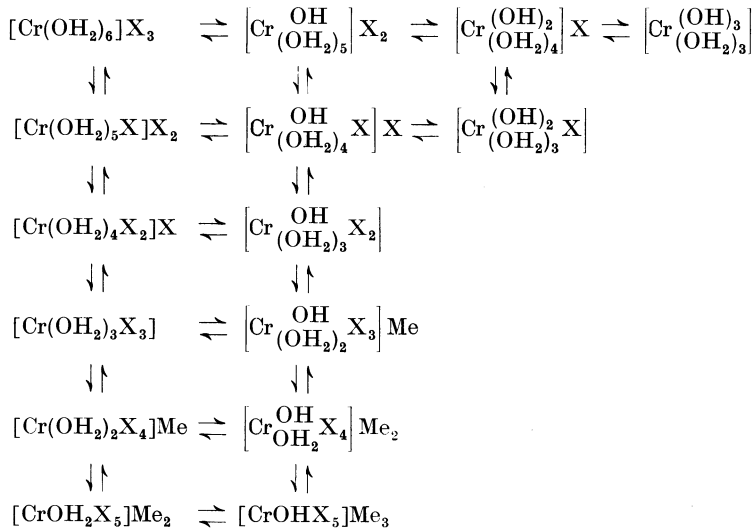 [Cr(OH₂)₆]X₃ ⇌ [Cr OH (OH₂)₅] X₂ ⇌ [Cr (OH)₂ (OH₂)₄] X ⇌ [Cr (OH)₃ (OH₂)₃]
[Cr(OH₂)₅X]X₂ ⇌ [Cr OH (OH₂)₄ X] X ⇌ [Cr (OH)₂ (OH₂)₃ X]
[Cr(OH₂)₄X₂]X ⇌ [Cr OH (OH₂)₃ X₂]
[Cr(OH₂)₃X₃] ⇌ [Cr OH (OH₂)₂ X₃] Me
[Cr(OH₂)₂X₄]Me ⇌ [Cr OH OH₂ X₄] Me₂
[CrOH₂X₅]Me₂ ⇌ [CrOHX₅]Me₃